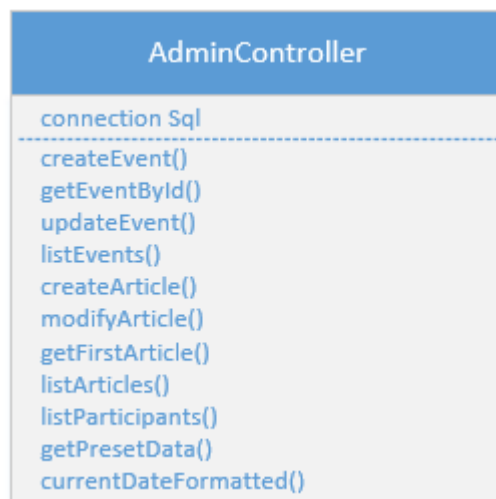 AdminController
connection Sql
createEvent()
getEventById()
updateEvent()
listEvents()
createArticle()
modifyArticle()
getFirstArticle()
listArticles()
listParticipants()
getPresetData()
currentDateFormatted()